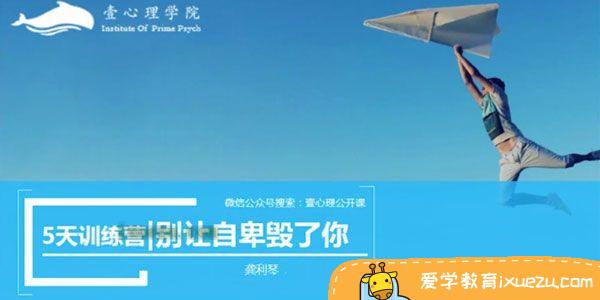 壹心理学院
Institute Of Prime Psych
微信公众号搜索：壹心理公开课
5天训练营|别让自卑毁了你
龚利琴
爱学教育ixuezu.com